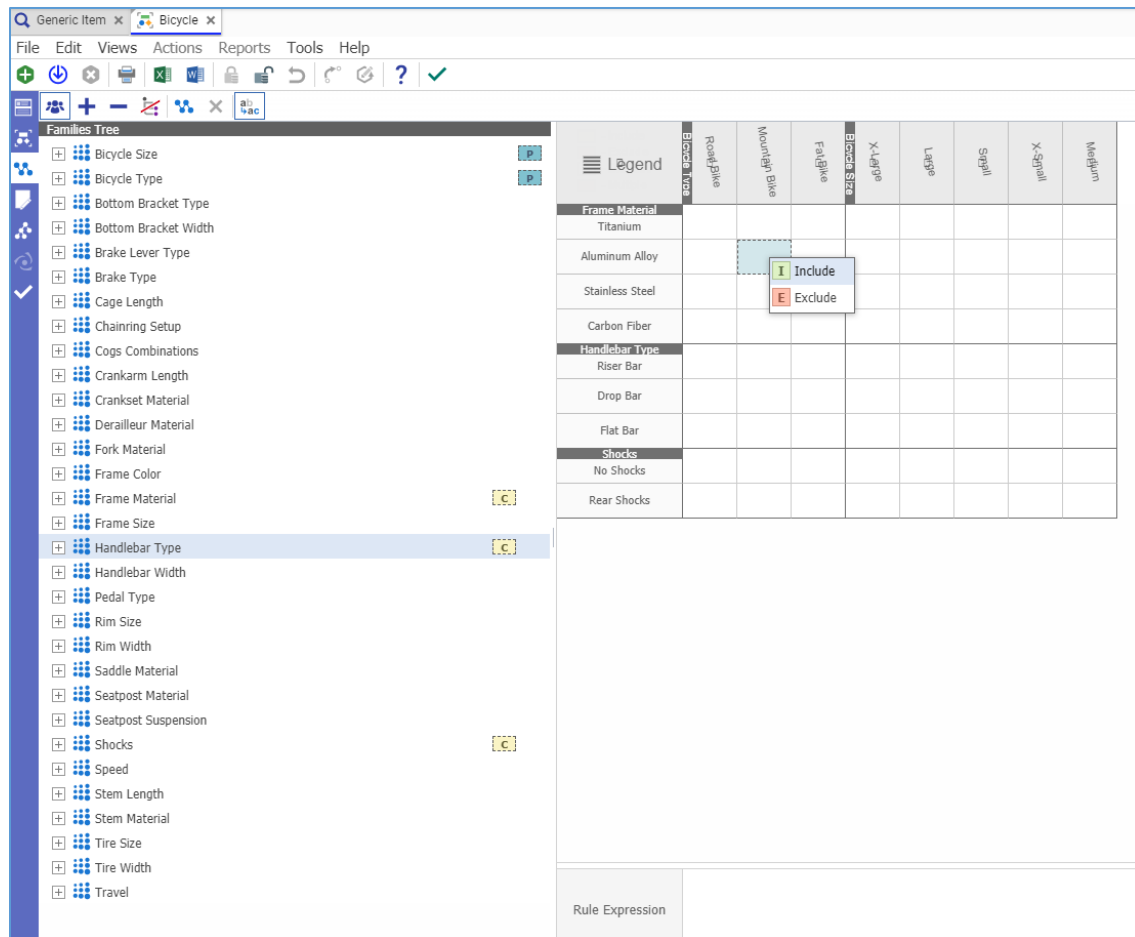 Generic Item
Bicycle
File Edit Views Actions Reports Tools Help
ab
ac
Families Tree
Bicycle Size P
Bicycle Type P
Bottom Bracket Type
Bottom Bracket Width
Brake Lever Type
Brake Type
Cage Length
Chainring Setup
Cogs Combinations
Crankarm Length
Crankset Material
Derailleur Material
Fork Material
Frame Color
Frame Material C
Frame Size
Handlebar Type C
Handlebar Width
Pedal Type
Rim Size
Rim Width
Saddle Material
Seatpost Material
Seatpost Suspension
Shocks C
Speed
Stem Length
Stem Material
Tire Size
Tire Width
Travel
Legend
Bicycle Type
Road Bike
Mountain Bike
Fat Bike
Bicycle Size
X-Large
Large
Small
X-Small
Medium
Frame Material
Titanium
Aluminum Alloy
I Include
E Exclude
Stainless Steel
Carbon Fiber
Handlebar Type
Riser Bar
Drop Bar
Flat Bar
Shocks
No Shocks
Rear Shocks
Rule Expression